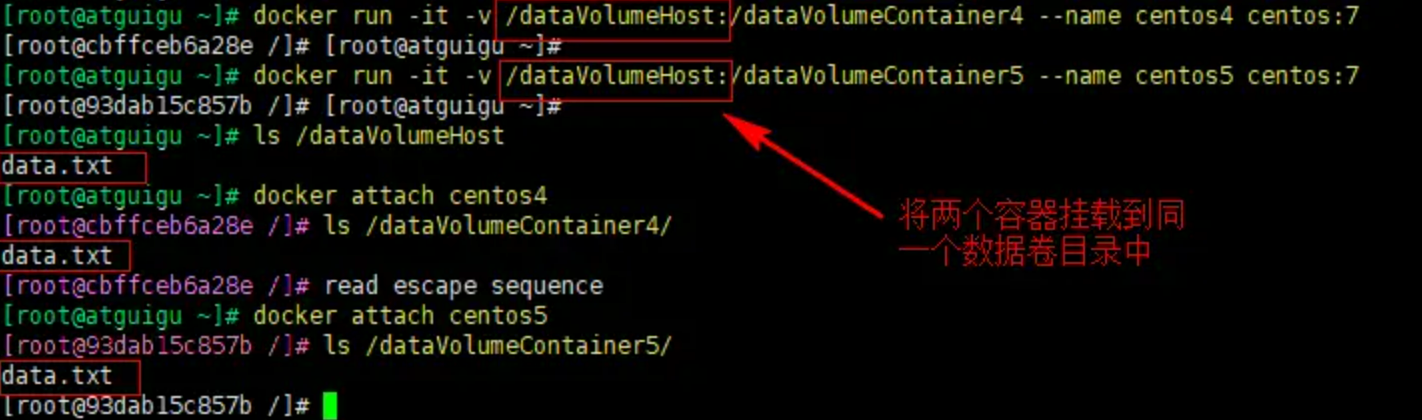 [root@atguigu ~]# docker run -it -v /dataVolumeHost:/dataVolumeContainer4 --name centos4 centos:7
[root@cbffceb6a28e /]# [root@atguigu ~]#
[root@atguigu ~]# docker run -it -v /dataVolumeHost:/dataVolumeContainer5 --name centos5 centos:7
[root@93dab15c857b /]# [root@atguigu ~]#
[root@atguigu ~]# ls /dataVolumeHost
data.txt
[root@atguigu ~]# docker attach centos4
[root@cbffceb6a28e /]# ls /dataVolumeContainer4/
data.txt
[root@cbffceb6a28e /]# read escape sequence
[root@atguigu ~]# docker attach centos5
[root@93dab15c857b /]# ls /dataVolumeContainer5/
data.txt
[root@93dab15c857b /]#
将两个容器挂载到同
一个数据卷目录中